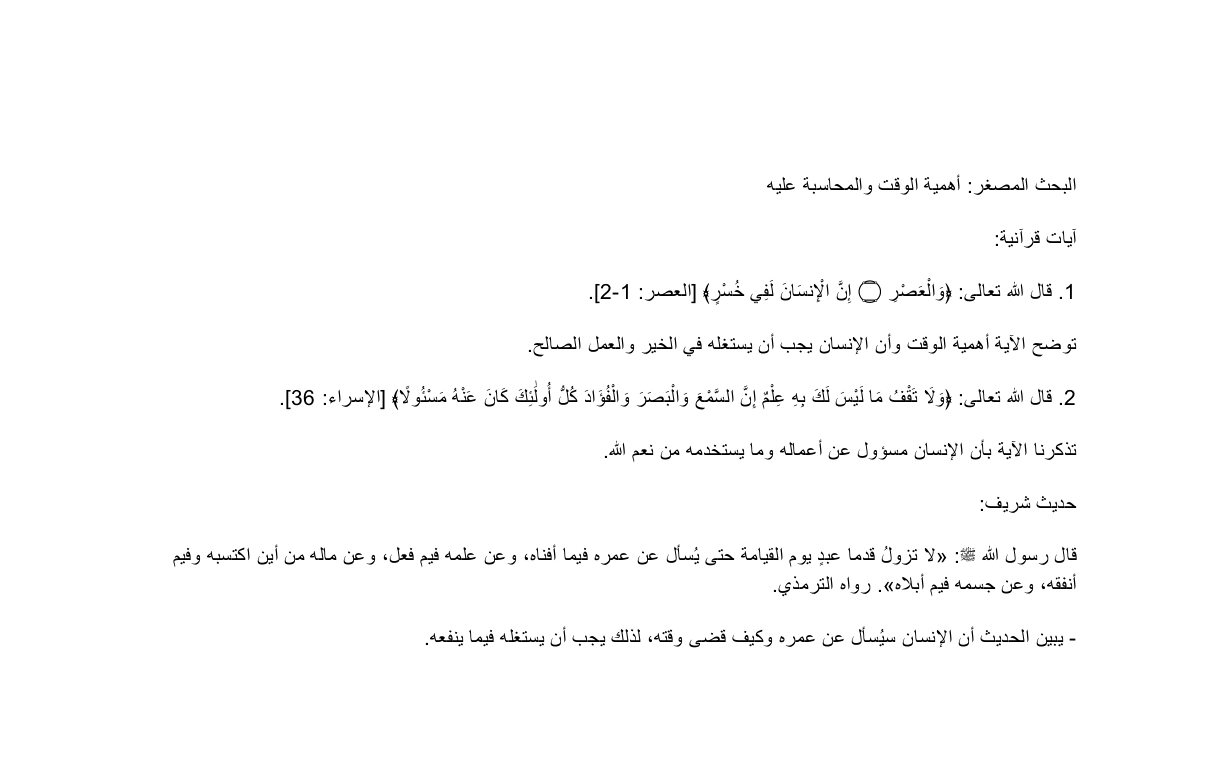 البحث المصغر: أهمية الوقت والمحاسبة عليه
آيات قرآنية:
1. قال الله تعالى: ﴿وَالْعَصْرِ ۝ إِنَّ الْإِنسَانَ لَفِي خُسْرٍ﴾ [العصر: 1-2].
توضح الآية أهمية الوقت وأن الإنسان يجب أن يستغله في الخير والعمل الصالح.
2. قال الله تعالى: ﴿وَلَا تَقْفُ مَا لَيْسَ لَكَ بِهِ عِلْمٌ إِنَّ السَّمْعَ وَالْبَصَرَ وَالْفُؤَادَ كُلُّ أُولَٰئِكَ كَانَ عَنْهُ مَسْئُولًا﴾ [الإسراء: 36].
تذكرنا الآية بأن الإنسان مسؤول عن أعماله وما يستخدمه من نعم الله.
حديث شريف:
قال رسول الله ﷺ: «لا تزولُ قدما عبدٍ يوم القيامة حتى يُسأل عن عمره فيما أفناه، وعن علمه فيم فعل، وعن ماله من أين اكتسبه وفيم
أنفقه، وعن جسمه فيم أبلاه». رواه الترمذي.
- يبين الحديث أن الإنسان سيُسأل عن عمره وكيف قضى وقته، لذلك يجب أن يستغله فيما ينفعه.